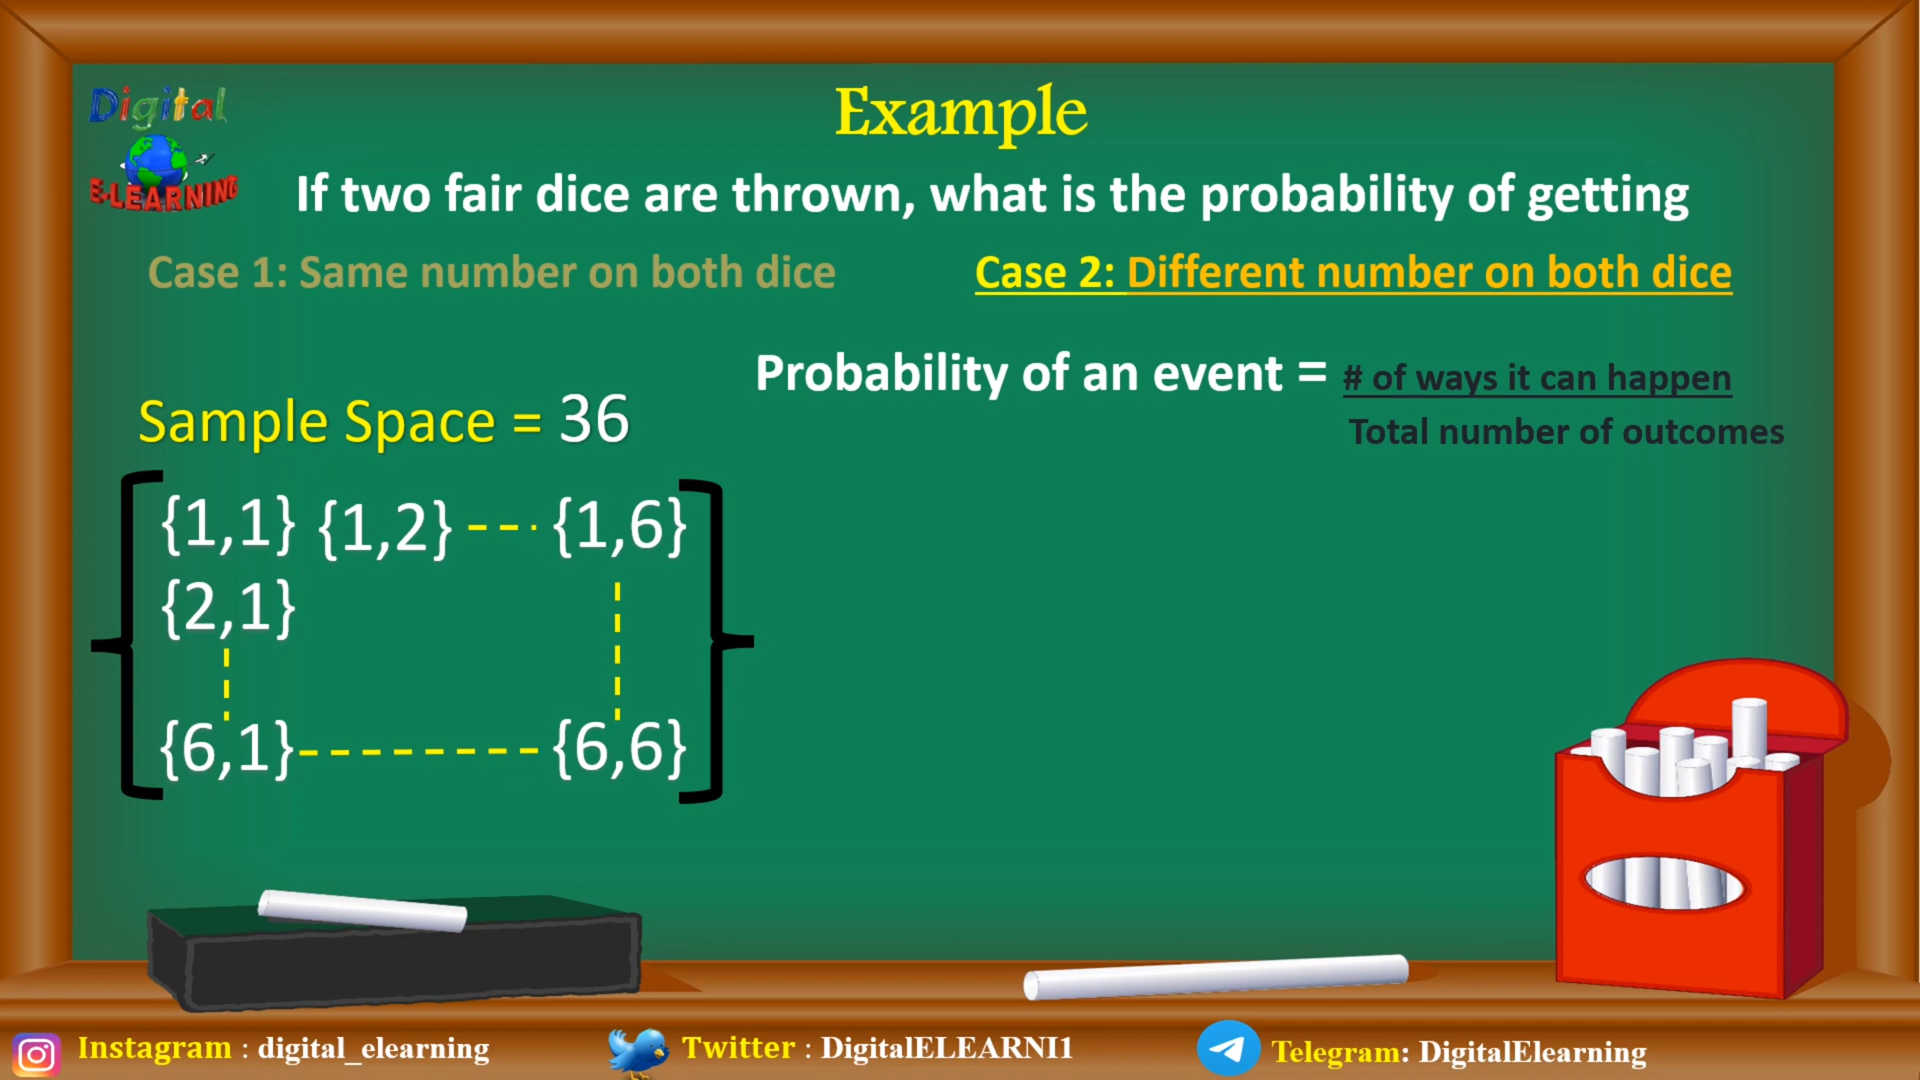 Digital
E-LEARNING
Example
If two fair dice are thrown, what is the probability of getting
Case 1: Same number on both dice
Case 2: Different number on both dice
Probability of an event = # of ways it can happen
Total number of outcomes
Sample Space = 36
{1,1} {1,2} --- {1,6}
{2,1}
{6,1} -------- {6,6}
Instagram : digital_elearning
Twitter : DigitalELEARNI1
Telegram: DigitalElearning